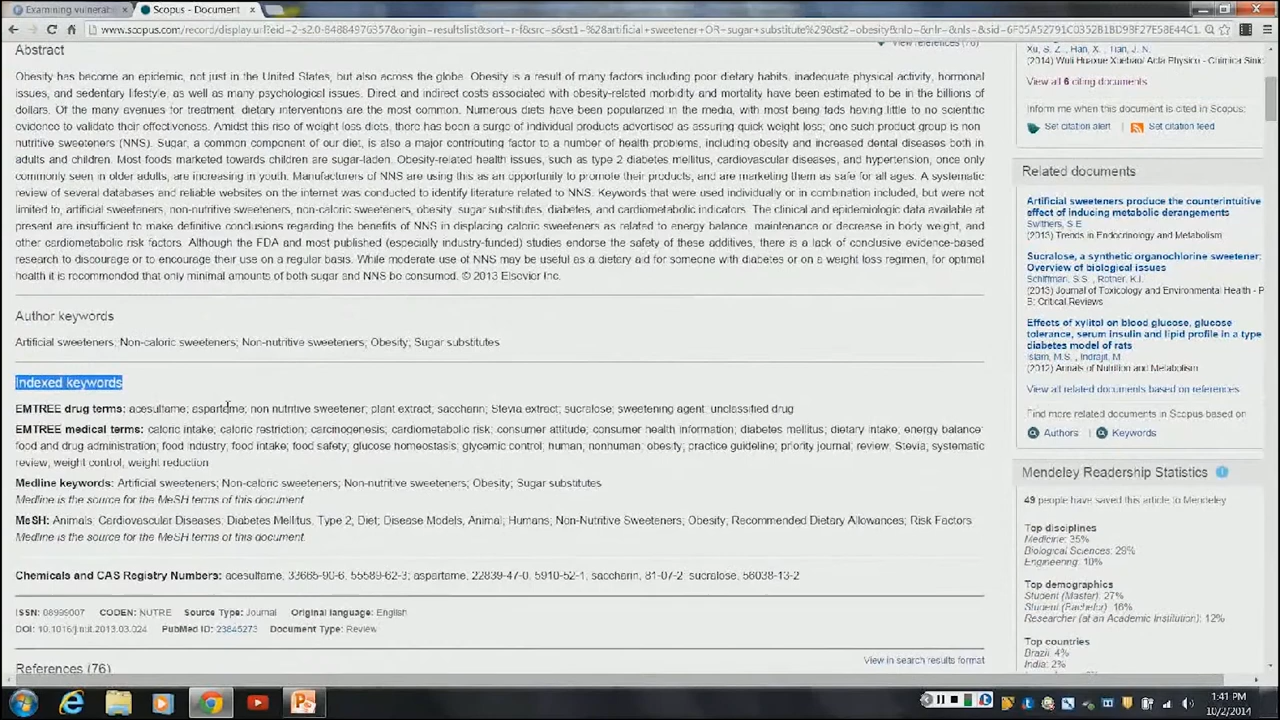 Examining vulnerab
Scopus - Document
www.scopus.com/record/display.url?eid=2-s2.0-84884976357&origin=resultslist&sort=r-f&src=s&st1=%28artificial+sweetener+OR+sugar+substitute%29&st2=obesity&nlo=&nlr=&nls=&sid=
Abstract
View references (76)
Obesity has become an epidemic, not just in the United States, but also across the globe. Obesity is a result of many factors including poor dietary habits, inadequate physical activity, hormonal
issues, and sedentary lifestyle, as well as many psychological issues. Direct and indirect costs associated with obesity-related morbidity and mortality have been estimated to be in the billions of
dollars. Of the many avenues for treatment, dietary interventions are the most common. Numerous diets have been popularized in the media, with most being fads having little to no scientific
evidence to validate their effectiveness. Amidst this rise of weight loss diets, there has been a surge of individual products advertised as assuring quick weight loss; one such product group is non-
nutritive sweeteners (NNS). Sugar, a common component of our diet, is also a major contributing factor to a number of health problems, including obesity and increased dental diseases both in
adults and children. Most foods marketed towards children are sugar-laden. Obesity-related health issues, such as type 2 diabetes mellitus, cardiovascular diseases, and hypertension, once only
commonly seen in older adults, are increasing in youth. Manufacturers of NNS are using this as an opportunity to promote their products, and are marketing them as safe for all ages. A systematic
review of several databases and reliable websites on the internet was conducted to identify literature related to NNS. Keywords that were used individually or in combination included, but were not
limited to, artificial sweeteners, non-nutritive sweeteners, non-caloric sweeteners, obesity, sugar substitutes, diabetes, and cardiometabolic indicators. The clinical and epidemiologic data available at
present are insufficient to make definitive conclusions regarding the benefits of NNS in displacing caloric sweeteners as related to energy balance, maintenance or decrease in body weight, and
other cardiometabolic risk factors. Although the FDA and most published (especially industry-funded) studies endorse the safety of these additives, there is a lack of conclusive evidence-based
research to discourage or to encourage their use on a regular basis. While moderate use of NNS may be useful as a dietary aid for someone with diabetes or on a weight loss regimen, for optimal
health it is recommended that only minimal amounts of both sugar and NNS be consumed. © 2013 Elsevier Inc.
Author keywords
Artificial sweeteners; Non-caloric sweeteners; Non-nutritive sweeteners; Obesity; Sugar substitutes
Indexed keywords
EMTREE drug terms: acesulfame; aspartame; non nutritive sweetener; plant extract; saccharin; Stevia extract; sucralose; sweetening agent; unclassified drug
EMTREE medical terms: caloric intake; caloric restriction; carcinogenesis; cardiometabolic risk; consumer attitude; consumer health information; diabetes mellitus; dietary intake; energy balance;
food and drug administration; food industry; food intake; food safety; glucose homeostasis; glycemic control; human; nonhuman; obesity; practice guideline; priority journal; review; Stevia; systematic
review; weight control; weight reduction
Medline keywords: Artificial sweeteners; Non-caloric sweeteners; Non-nutritive sweeteners; Obesity; Sugar substitutes
Medline is the source for the MeSH terms of this document.
MeSH: Animals; Cardiovascular Diseases; Diabetes Mellitus, Type 2; Diet; Disease Models, Animal; Humans; Non-Nutritive Sweeteners; Obesity; Recommended Dietary Allowances; Risk Factors
Medline is the source for the MeSH terms of this document.
Chemicals and CAS Registry Numbers: acesulfame, 33665-90-6, 55589-62-3; aspartame, 22839-47-0, 5910-52-1; saccharin, 81-07-2; sucralose, 56038-13-2
ISSN: 08999007 CODEN: NUTRE Source Type: Journal Original language: English
DOI: 10.1016/j.nut.2013.03.024 PubMed ID: 23845273 Document Type: Review
References (76)
View in search results format
Xu, S. Z., Han, X., Tian, J. N.
(2014) Wuli Huaxue Xuebao/ Acta Physico - Chimica Sinic
View all 6 citing documents
Inform me when this document is cited in Scopus:
Set citation alert Set citation feed
Related documents
Artificial sweeteners produce the counterintuitive
effect of inducing metabolic derangements
Swithers, S.E.
(2013) Trends in Endocrinology and Metabolism
Sucralose, a synthetic organochlorine sweetener:
Overview of biological issues
Schiffman, S.S., Rother, K.I.
(2013) Journal of Toxicology and Environmental Health - P
B: Critical Reviews
Effects of xylitol on blood glucose, glucose
tolerance, serum insulin and lipid profile in a type
diabetes model of rats
Islam, M.S., Indrajit, M.
(2012) Annals of Nutrition and Metabolism
View all related documents based on references
Find more related documents in Scopus based on:
Authors Keywords
Mendeley Readership Statistics
49 people have saved this article to Mendeley
Top disciplines
Medicine: 35%
Biological Sciences: 29%
Engineering: 10%
Top demographics
Student (Master): 27%
Student (Bachelor): 16%
Researcher (at an Academic Institution): 12%
Top countries
Brazil: 4%
India: 2%
1:41 PM
10/2/2014